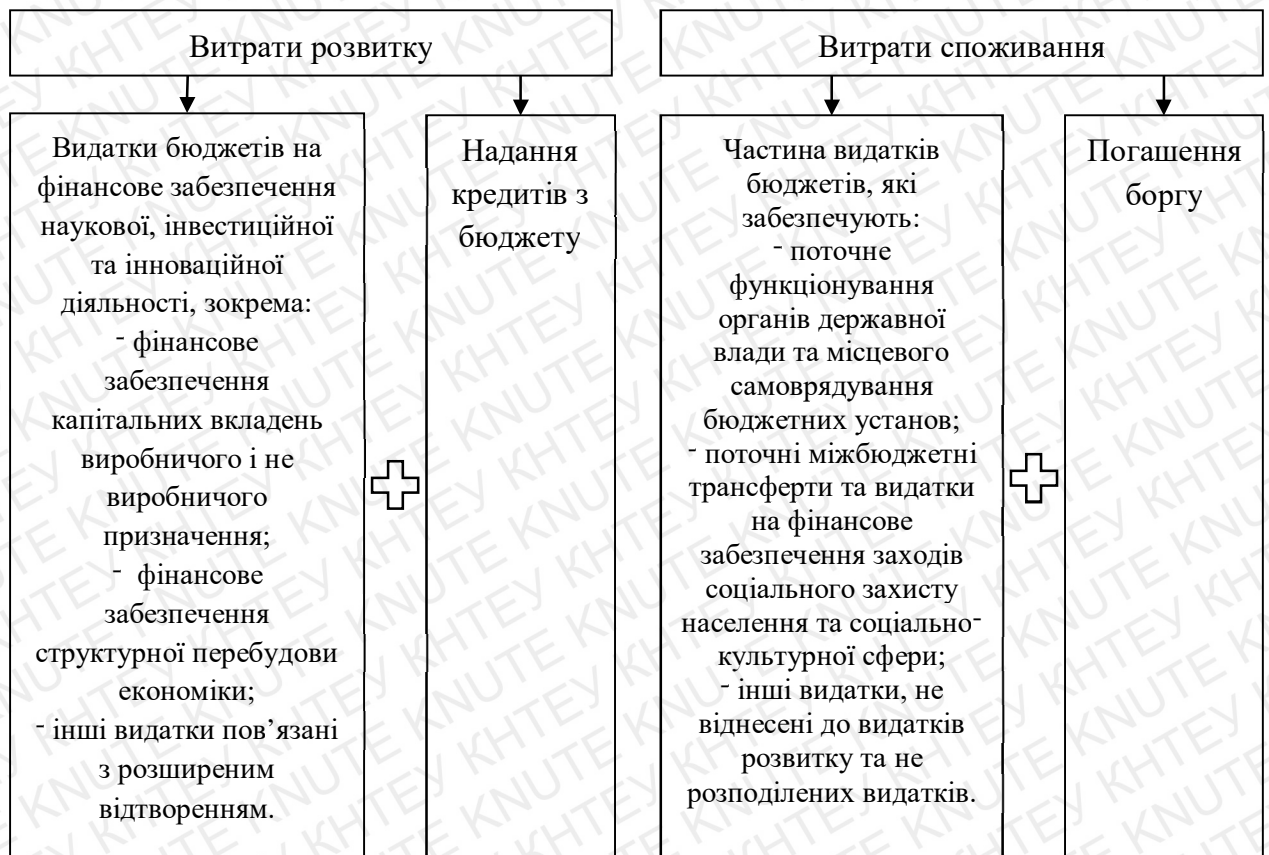 Витрати розвитку
Видатки бюджетів на
фінансове забезпечення
наукової, інвестиційної
та інноваційної
діяльності, зокрема:
- фінансове
забезпечення
капітальних вкладень
виробничого і не
виробничого
призначення;
- фінансове
забезпечення
структурної перебудови
економіки;
- інші видатки пов’язані
з розширеним
відтворенням.
Надання
кредитів з
бюджету
Витрати споживання
Частина видатків
бюджетів, які
забезпечують:
- поточне
функціонування
органів державної
влади та місцевого
самоврядування
бюджетних установ;
- поточні міжбюджетні
трансферти та видатки
на фінансове
забезпечення заходів
соціального захисту
населення та соціально-
культурної сфери;
- інші видатки, не
віднесені до видатків
розвитку та не
розподілених видатків.
Погашення
боргу